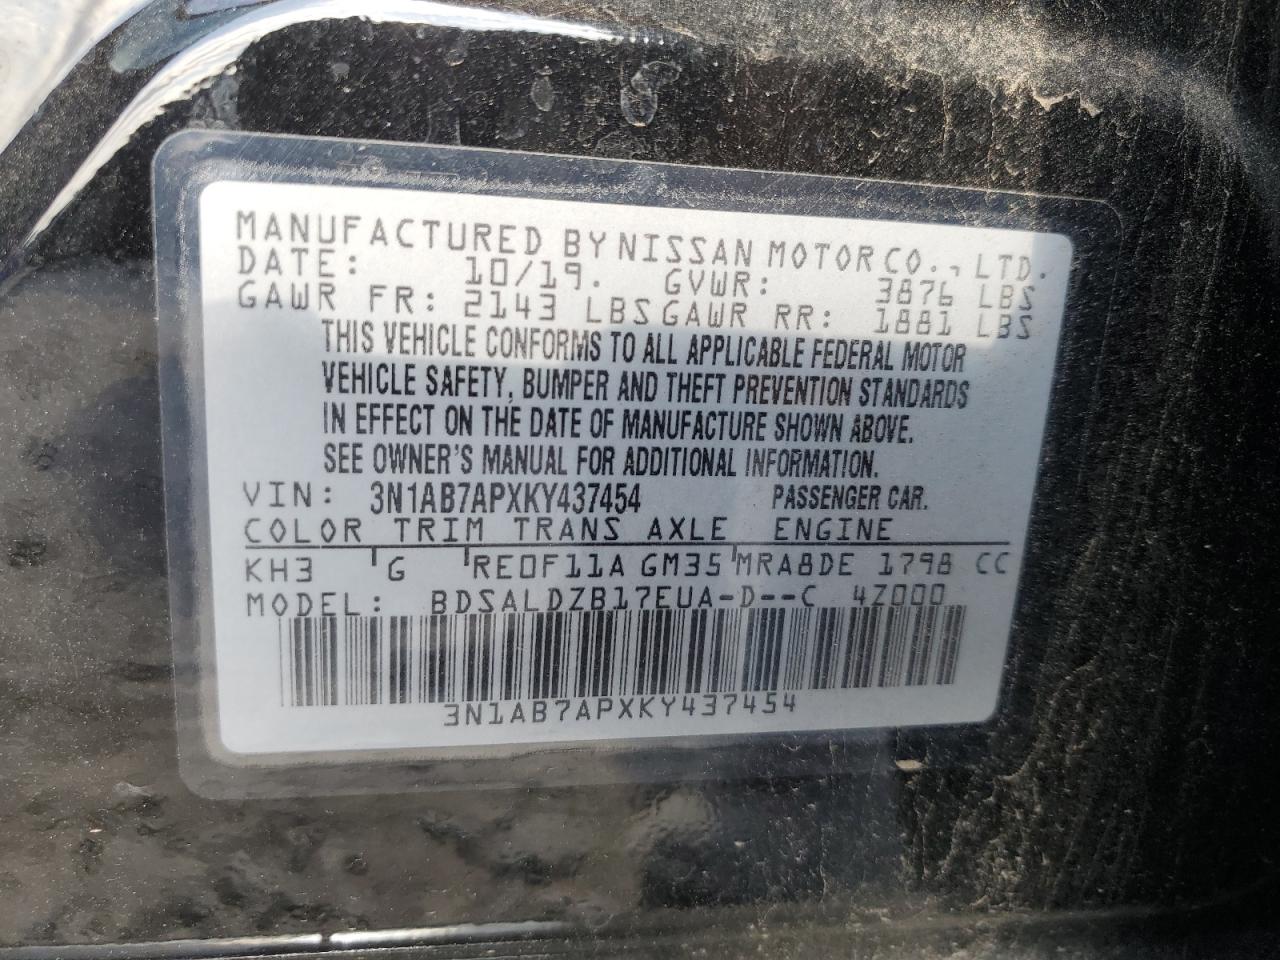 MANUFACTURED BY NISSAN MOTOR CO., LTD.
DATE: 10/19. GVWR: 3876 LBS
GAWR FR: 2143 LBS GAWR RR: 1881 LBS
THIS VEHICLE CONFORMS TO ALL APPLICABLE FEDERAL MOTOR
VEHICLE SAFETY, BUMPER AND THEFT PREVENTION STANDARDS
IN EFFECT ON THE DATE OF MANUFACTURE SHOWN ABOVE.
SEE OWNER'S MANUAL FOR ADDITIONAL INFORMATION.
VIN: 3N1AB7APXKY437454 PASSENGER CAR.
COLOR TRIM TRANS AXLE ENGINE
KH3 G RE0F11A GM35 MRA8DE 1798 CC
MODEL: BDSALDZB17EUA-D--C 4Z000
3N1AB7APXKY437454